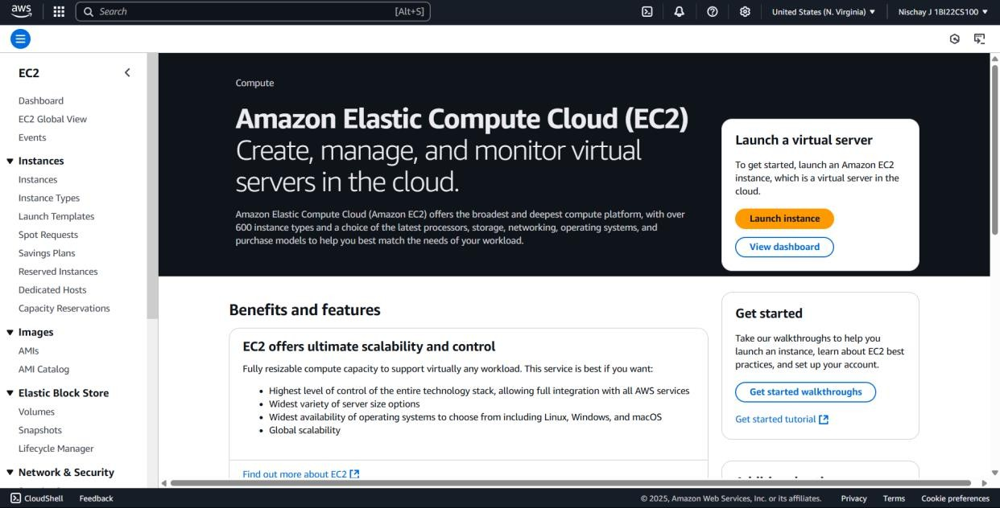 aws
Search [Alt+S]
United States (N. Virginia) ▼
Nischay J 1BI22CS100 ▼
EC2
Dashboard
EC2 Global View
Events
▼ Instances
Instances
Instance Types
Launch Templates
Spot Requests
Savings Plans
Reserved Instances
Dedicated Hosts
Capacity Reservations
▼ Images
AMIs
AMI Catalog
▼ Elastic Block Store
Volumes
Snapshots
Lifecycle Manager
▼ Network & Security
Compute
Amazon Elastic Compute Cloud (EC2)
Create, manage, and monitor virtual
servers in the cloud.
Amazon Elastic Compute Cloud (Amazon EC2) offers the broadest and deepest compute platform, with over
600 instance types and a choice of the latest processors, storage, networking, operating systems, and
purchase models to help you best match the needs of your workload.
Launch a virtual server
To get started, launch an Amazon EC2
instance, which is a virtual server in the
cloud.
Launch instance
View dashboard
Benefits and features
EC2 offers ultimate scalability and control
Fully resizable compute capacity to support virtually any workload. This service is best if you want:
• Highest level of control of the entire technology stack, allowing full integration with all AWS services
• Widest variety of server size options
• Widest availability of operating systems to choose from including Linux, Windows, and macOS
• Global scalability
Find out more about EC2
Get started
Take our walkthroughs to help you
launch an instance, learn about EC2 best
practices, and set up your account.
Get started walkthroughs
Get started tutorial
CloudShell
Feedback
© 2025, Amazon Web Services, Inc. or its affiliates.
Privacy
Terms
Cookie preferences